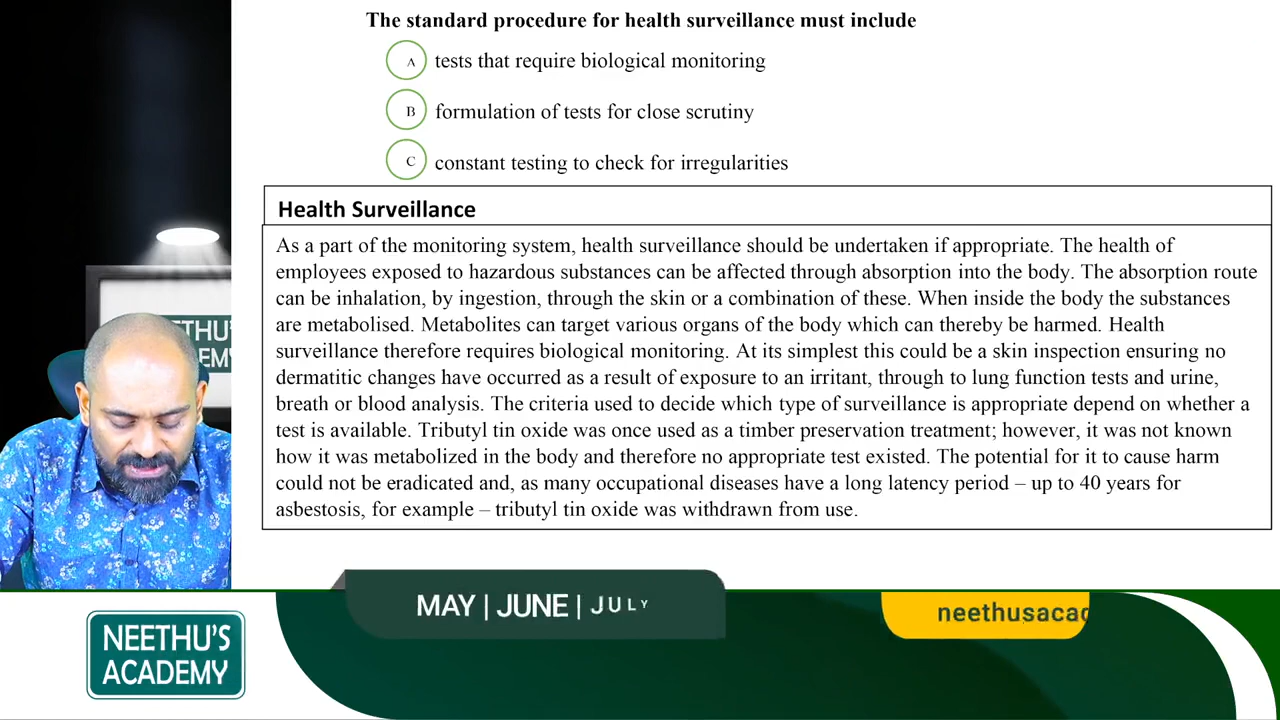 The standard procedure for health surveillance must include
A tests that require biological monitoring
B formulation of tests for close scrutiny
C constant testing to check for irregularities
Health Surveillance
As a part of the monitoring system, health surveillance should be undertaken if appropriate. The health of
employees exposed to hazardous substances can be affected through absorption into the body. The absorption route
can be inhalation, by ingestion, through the skin or a combination of these. When inside the body the substances
are metabolised. Metabolites can target various organs of the body which can thereby be harmed. Health
surveillance therefore requires biological monitoring. At its simplest this could be a skin inspection ensuring no
dermatitic changes have occurred as a result of exposure to an irritant, through to lung function tests and urine,
breath or blood analysis. The criteria used to decide which type of surveillance is appropriate depend on whether a
test is available. Tributyl tin oxide was once used as a timber preservation treatment; however, it was not known
how it was metabolized in the body and therefore no appropriate test existed. The potential for it to cause harm
could not be eradicated and, as many occupational diseases have a long latency period – up to 40 years for
asbestosis, for example – tributyl tin oxide was withdrawn from use.
ETHU'
EM
MAY | JUNE | JULY
neethusacad
NEETHU'S
ACADEMY